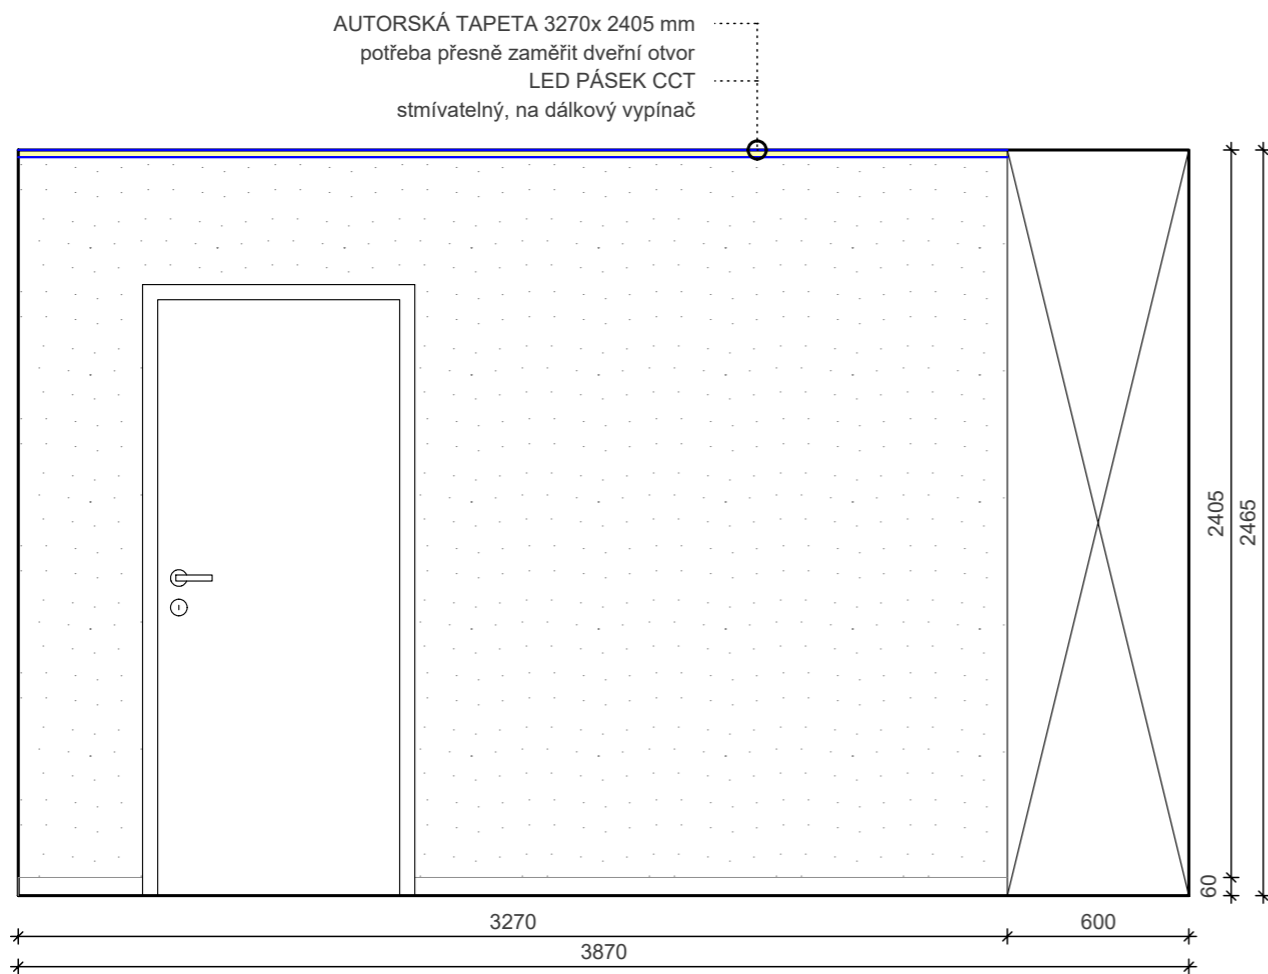 AUTORSKÁ TAPETA 3270x 2405 mm
potřeba přesně zaměřit dveřní otvor
LED PÁSEK CCT
stmívatelný, na dálkový vypínač
2405
2465
60
3270
600
3870